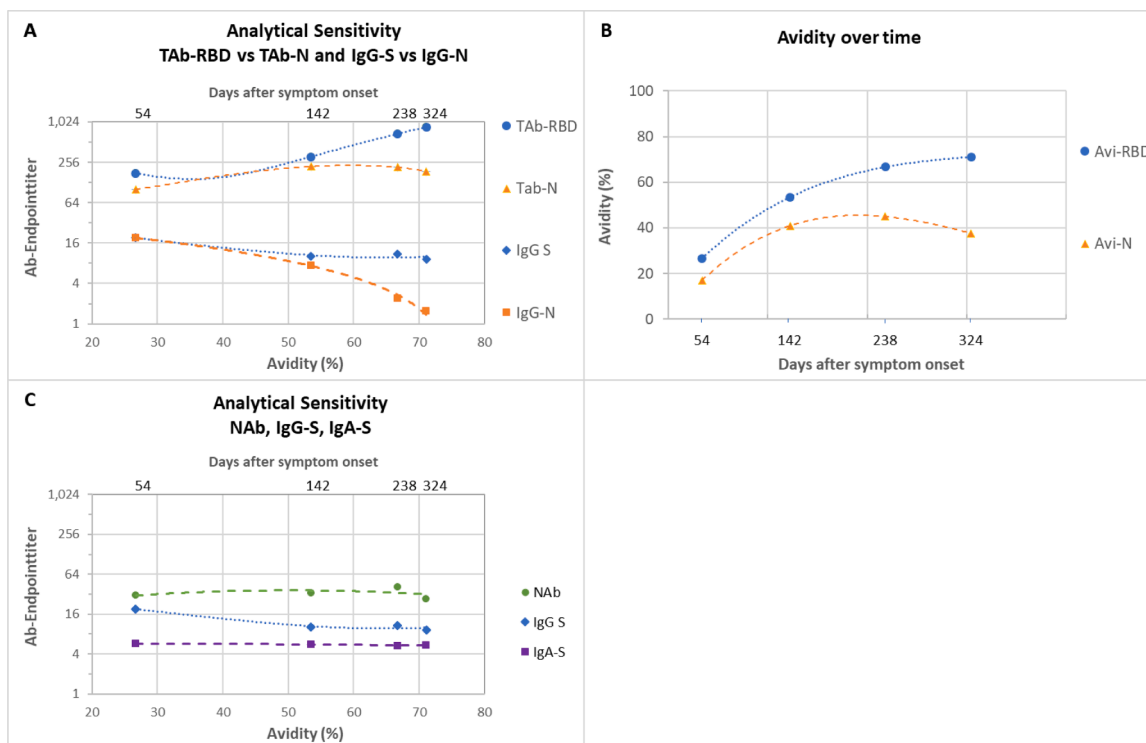 A
Analytical Sensitivity
TAb-RBD vs TAb-N and IgG-S vs IgG-N
Days after symptom onset
54 142 238 324
1,024
256
64
16
4
1
Ab-Endpointtiter
20 30 40 50 60 70 80
Avidity (%)
TAb-RBD
Tab-N
IgG S
IgG-N
B
Avidity over time
100
80
60
40
20
0
Avidity (%)
54 142 238 324
Days after symptom onset
Avi-RBD
Avi-N
C
Analytical Sensitivity
NAb, IgG-S, IgA-S
Days after symptom onset
54 142 238 324
1,024
256
64
16
4
1
Ab-Endpointtiter
20 30 40 50 60 70 80
Avidity (%)
NAb
IgG S
IgA-S